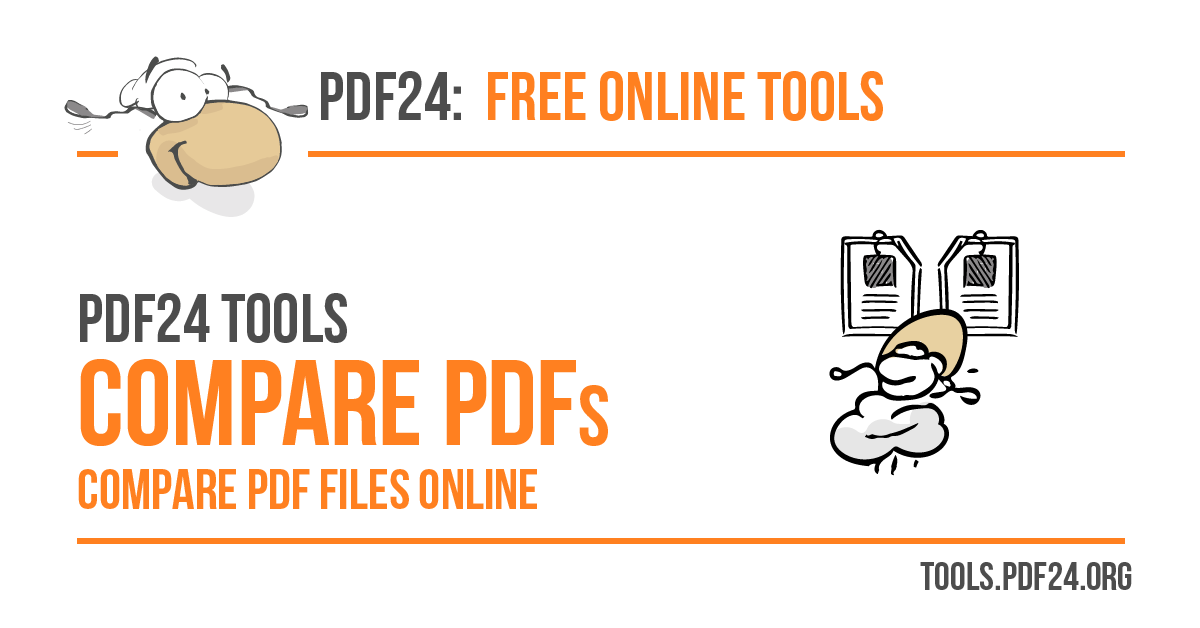 PDF24: FREE ONLINE TOOLS
PDF24 TOOLS
COMPARE PDFs
COMPARE PDF FILES ONLINE
TOOLS.PDF24.ORG